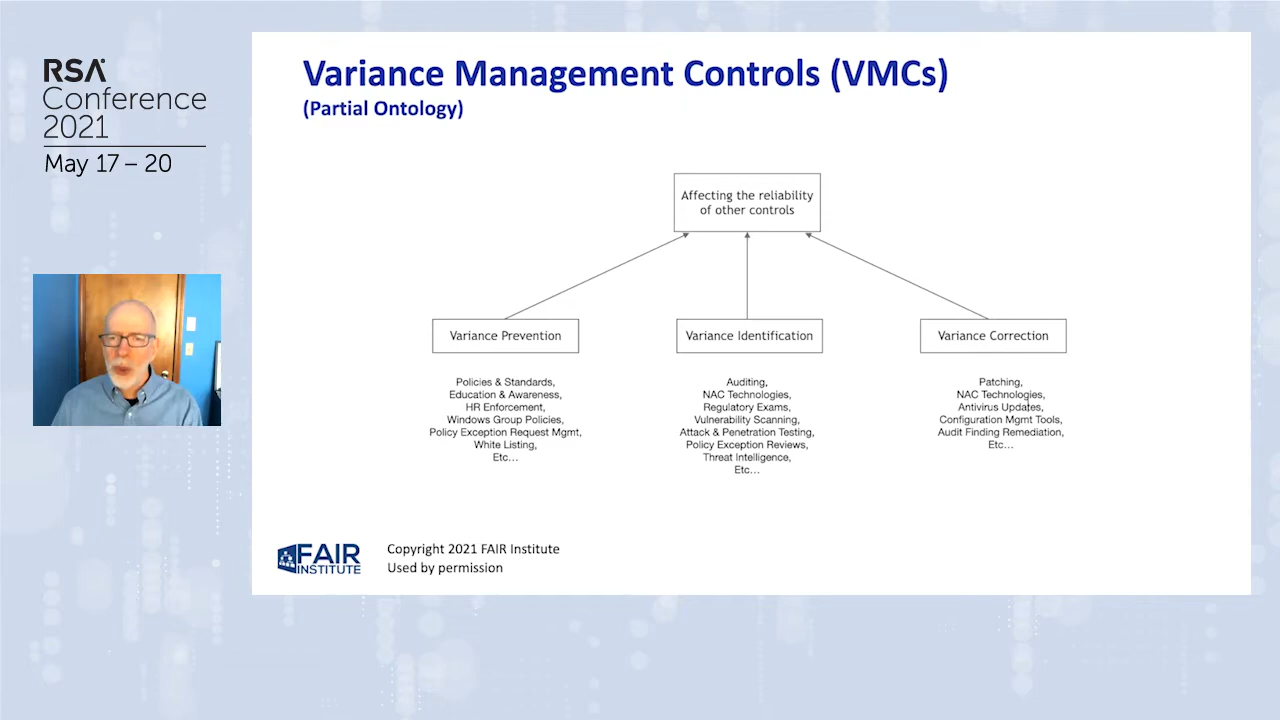 RSA
Conference
2021
May 17 – 20
Variance Management Controls (VMCs)
(Partial Ontology)
Affecting the reliability
of other controls
Variance Prevention
Policies & Standards,
Education & Awareness,
HR Enforcement,
Windows Group Policies,
Policy Exception Request Mgmt,
White Listing,
Etc…
Variance Identification
Auditing,
NAC Technologies,
Regulatory Exams,
Vulnerability Scanning,
Attack & Penetration Testing,
Policy Exception Reviews,
Threat Intelligence,
Etc…
Variance Correction
Patching,
NAC Technologies,
Antivirus Updates,
Configuration Mgmt Tools,
Audit Finding Remediation,
Etc…
FAIR
INSTITUTE
Copyright 2021 FAIR Institute
Used by permission